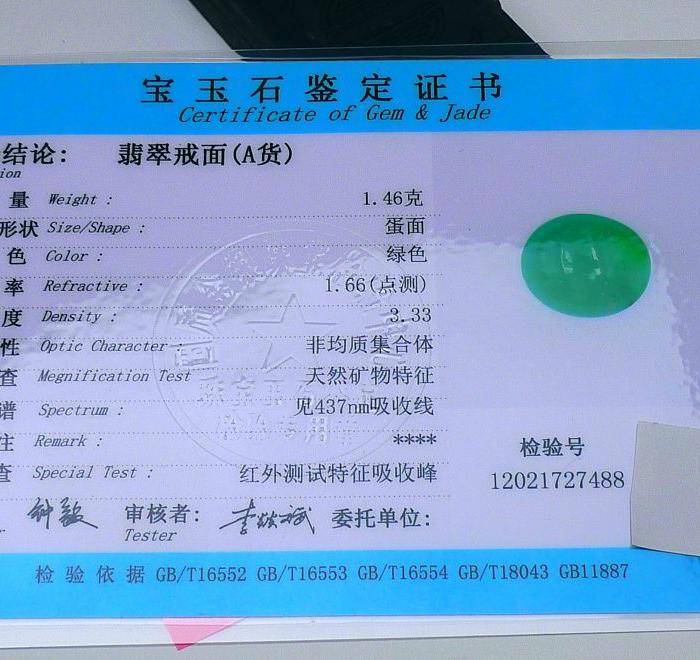 宝玉石鉴定证书
Certificate of Gem & Jade
结论: 翡翠戒面(A货)
ion
量 Weight : 1.46克
形状 Size/Shape : 蛋面
色 Color : 绿色
率 Refractive : 1.66(点测)
度 Density : 3.33
性 Optic Character : 非均质集合体
查 Megnification Test 天然矿物特征
谱 Spectrum : 见437nm吸收线
注 Remark : ****
查 Special Test : 红外测试特征吸收峰
检验号
12021727488
审核者: 委托单位:
Tester
检验依据 GB/T16552 GB/T16553 GB/T16554 GB/T18043 GB11887